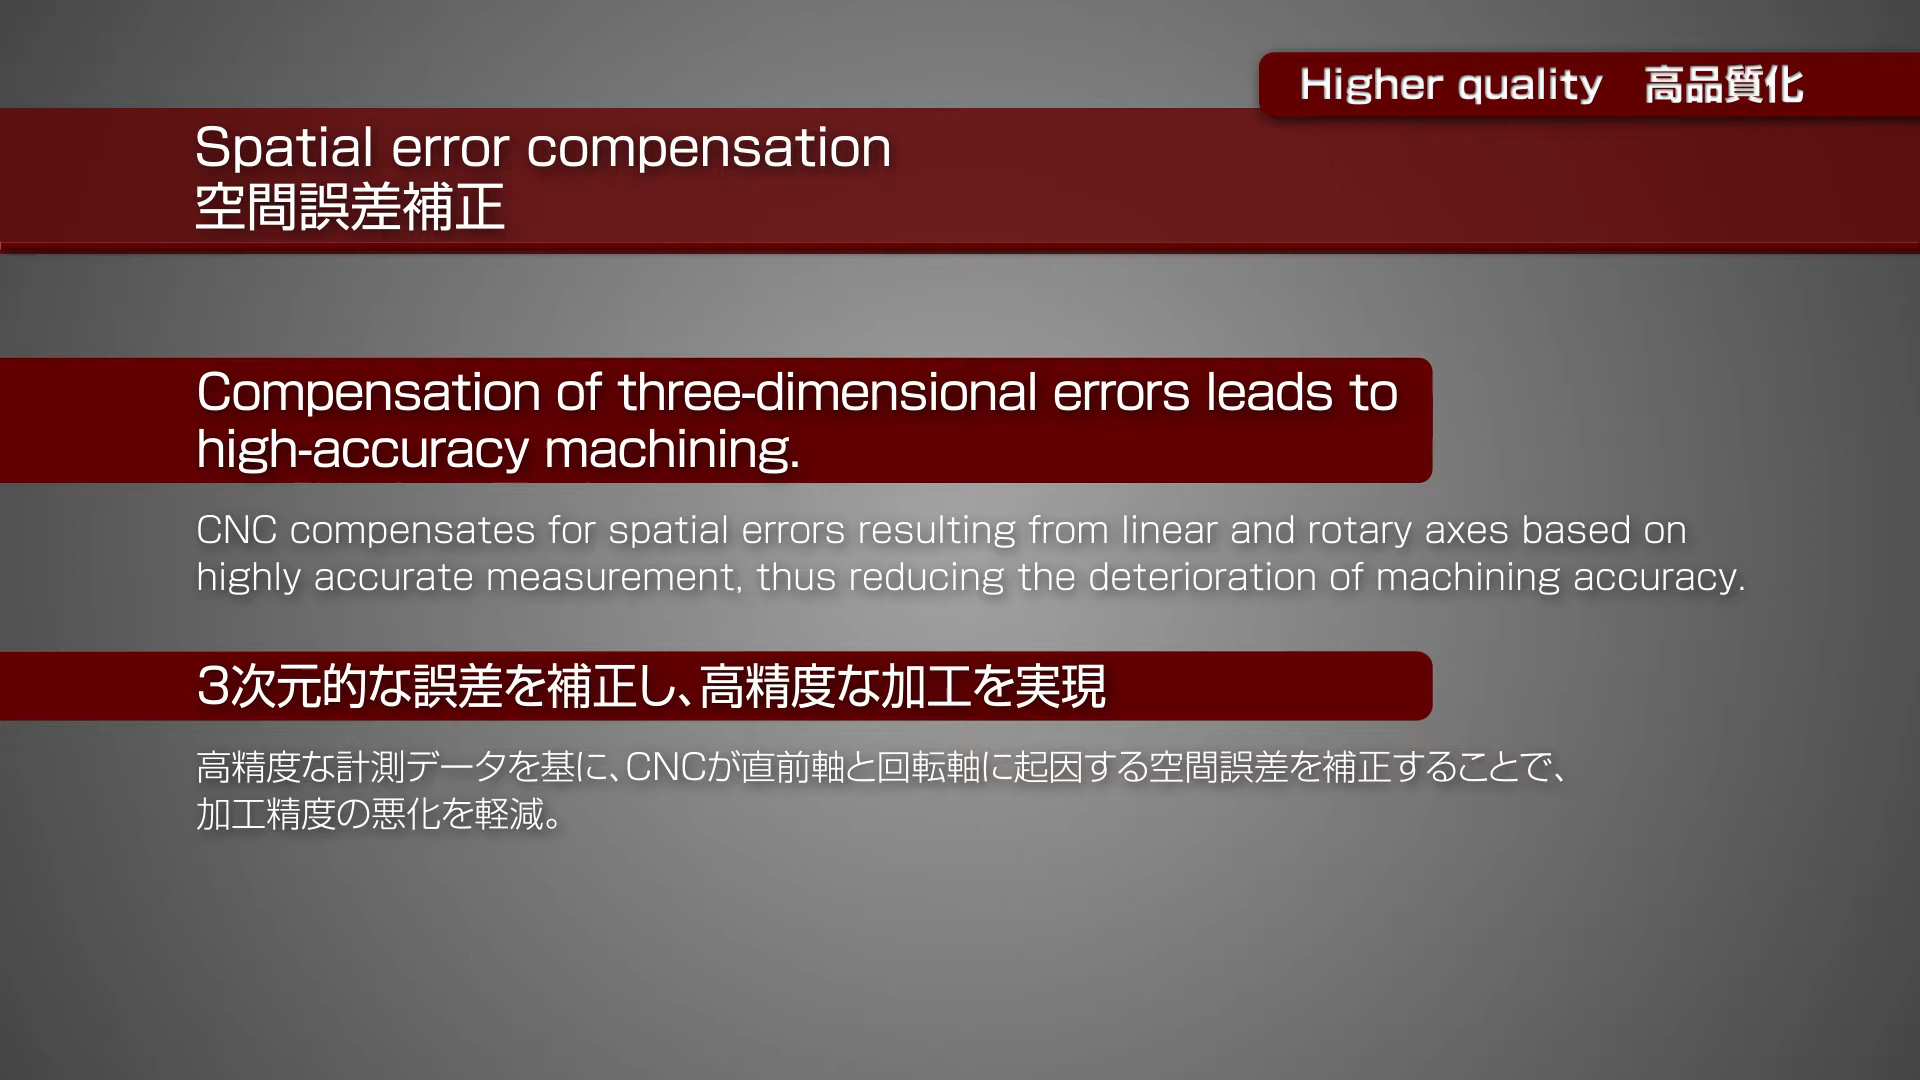 Higher quality　高品質化
Spatial error compensation
空間誤差補正
Compensation of three-dimensional errors leads to
high-accuracy machining.
CNC compensates for spatial errors resulting from linear and rotary axes based on
highly accurate measurement, thus reducing the deterioration of machining accuracy.
3次元的な誤差を補正し、高精度な加工を実現
高精度な計測データを基に、CNCが直前軸と回転軸に起因する空間誤差を補正することで、
加工精度の悪化を軽減。